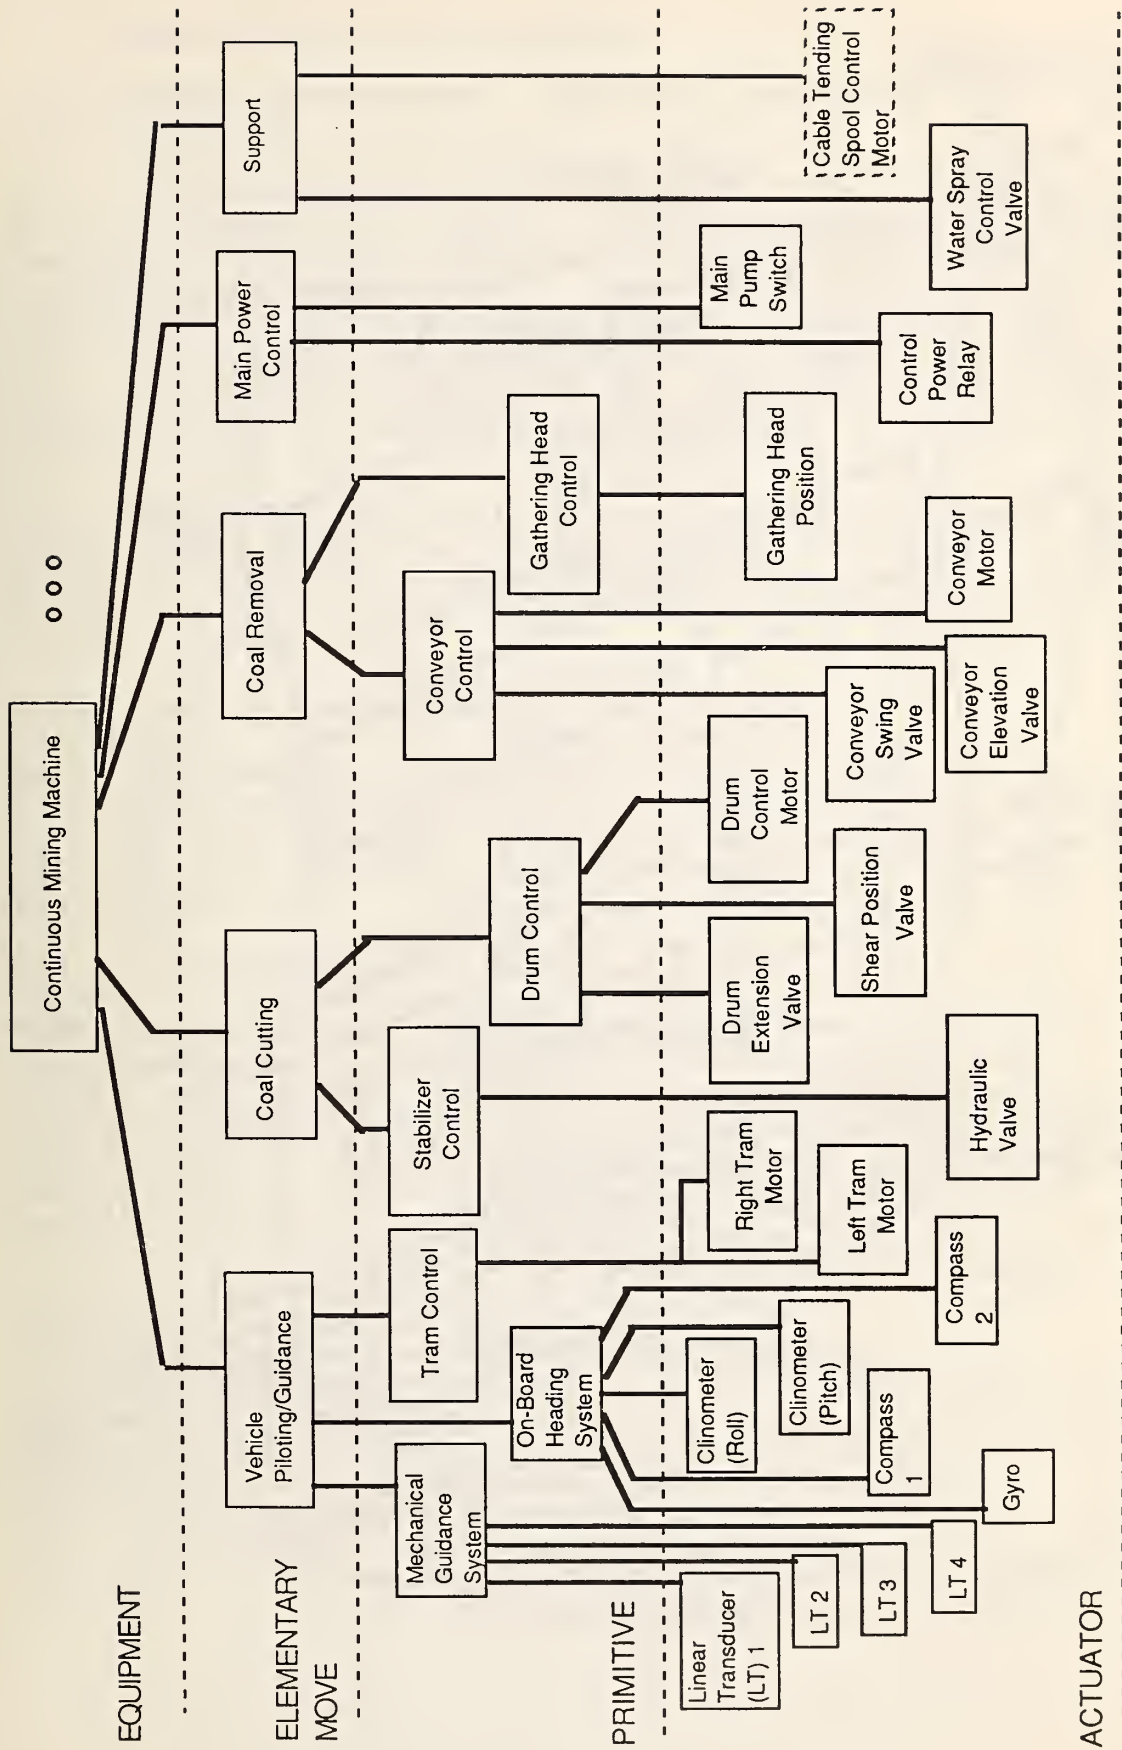 Continuous Mining Machine
o o o
EQUIPMENT
Vehicle
Piloting/Guidance
Coal Cutting
Coal Removal
Main Power
Control
Support
ELEMENTARY
MOVE
Mechanical
Guidance
System
Tram Control
Stabilizer
Control
Conveyor
Control
On-Board
Heading
System
Drum Control
Gathering Head
Control
PRIMITIVE
Linear
Transducer
(LT) 1
LT 2
LT 3
LT 4
Clinometer
(Roll)
Clinometer
(Pitch)
Compass
1
Gyro
Compass
2
Right Tram
Motor
Left Tram
Motor
Hydraulic
Valve
Drum
Extension
Valve
Shear Position
Valve
Drum
Control
Motor
Conveyor
Swing
Valve
Conveyor
Elevation
Valve
Conveyor
Motor
Gathering Head
Position
Main
Pump
Switch
Control
Power
Relay
Cable Tending
Spool Control
Motor
Water Spray
Control
Valve
ACTUATOR